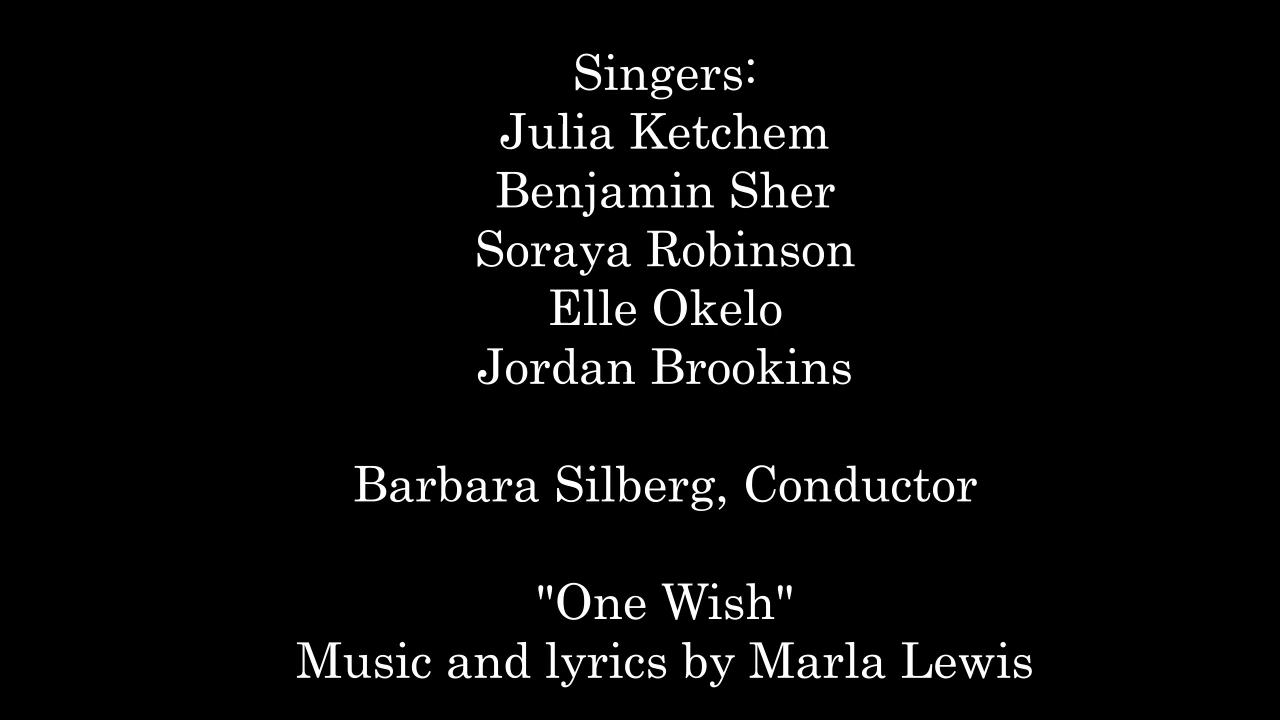 Singers:
Julia Ketchem
Benjamin Sher
Soraya Robinson
Elle Okelo
Jordan Brookins
Barbara Silberg, Conductor
"One Wish"
Music and lyrics by Marla Lewis